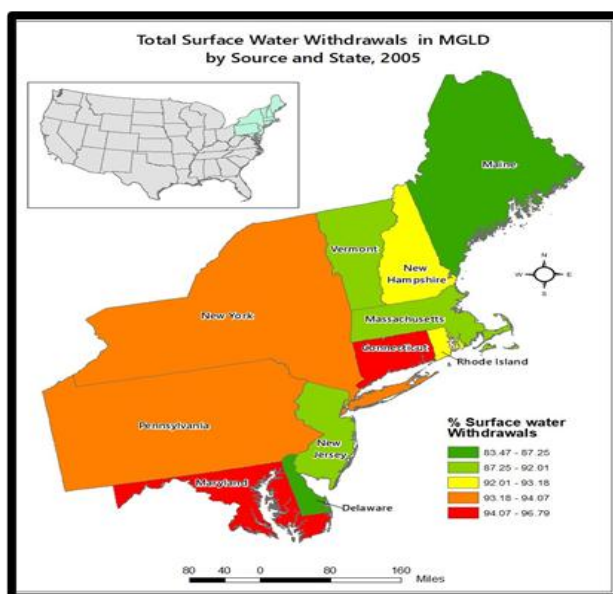 Total Surface Water Withdrawals in MGLD
by Source and State, 2005
Maine
Vermont
New
Hampshire
N
W
E
S
New York
Massachusetts
Connecticut
Rhode Island
Pennsylvania
New
Jersey
Maryland
Delaware
% Surface water
Withdrawals
83.47 - 87.25
87.25 - 92.01
92.01 - 93.18
93.18 - 94.07
94.07 - 96.79
80 40 0 80 160
Miles